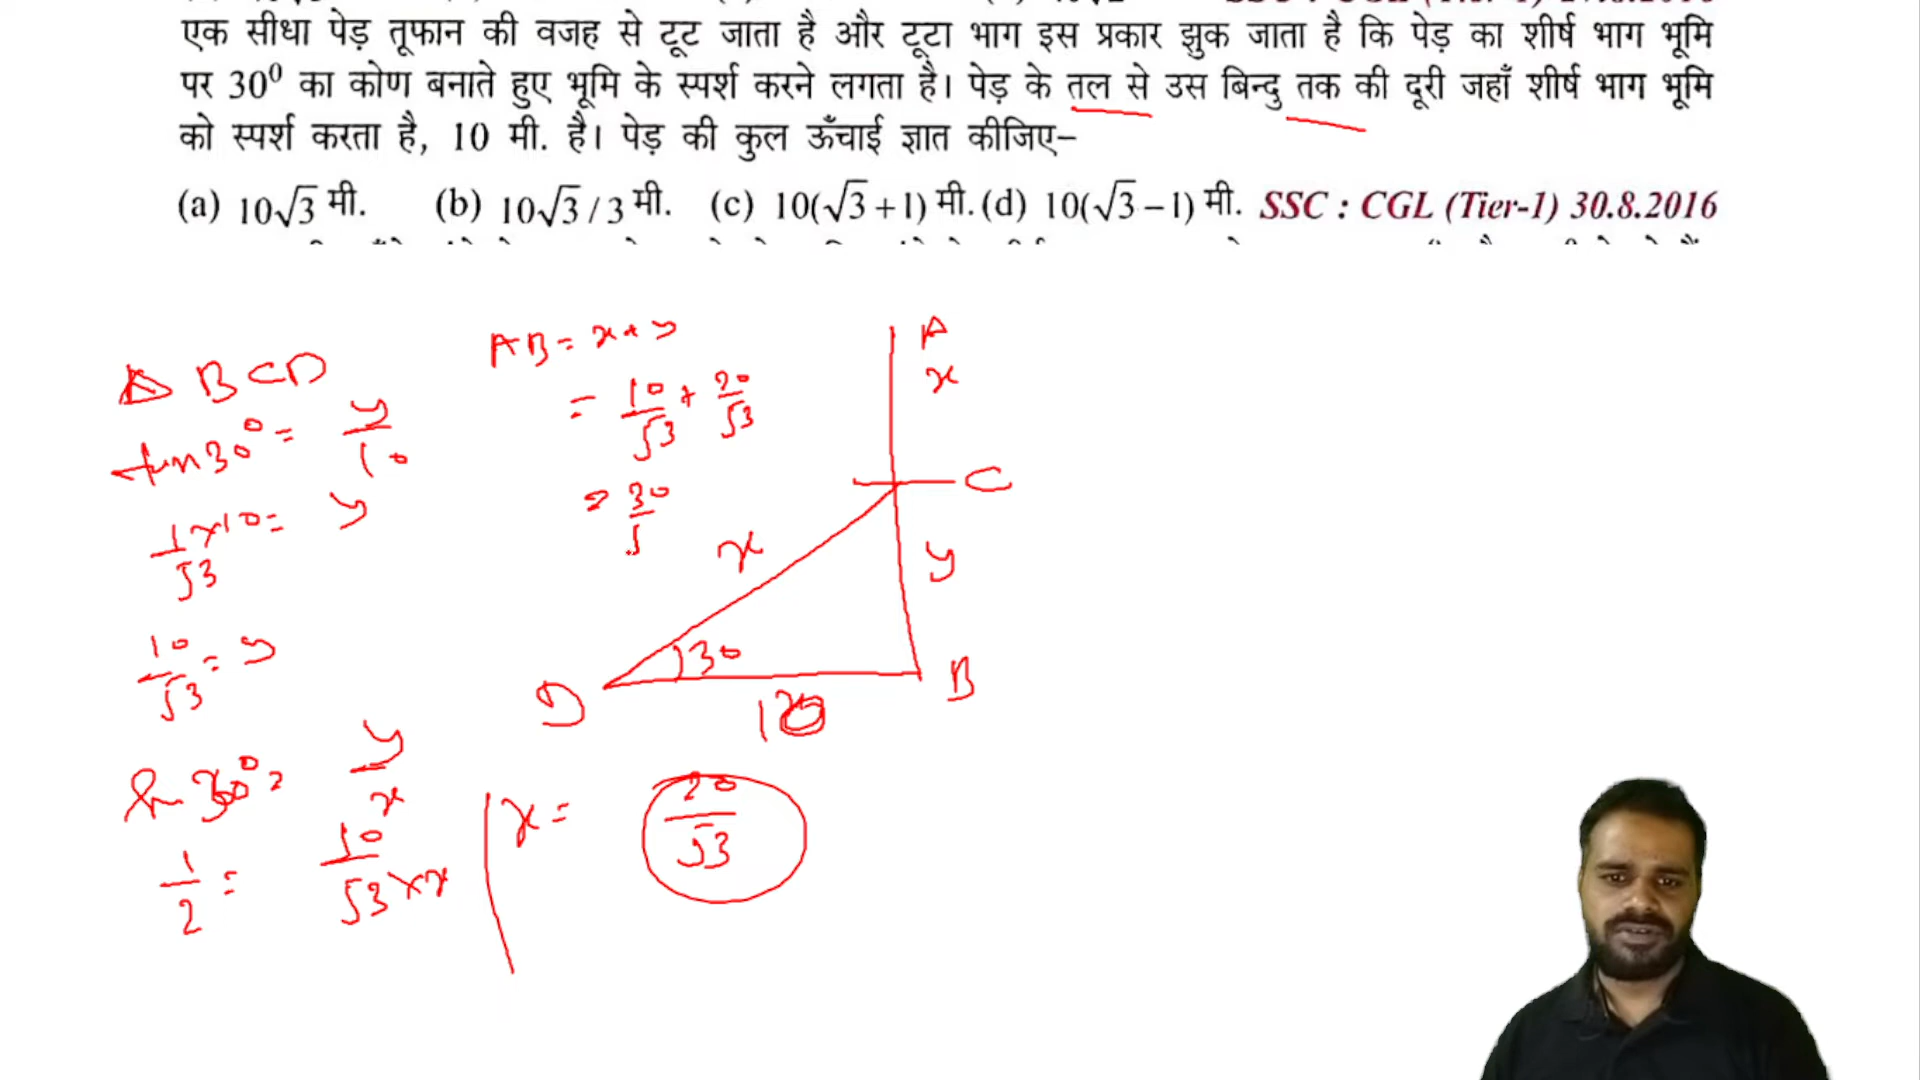 एक सीधा पेड़ तूफान की वजह से टूट जाता है और टूटा भाग इस प्रकार झुक जाता है कि पेड़ का शीर्ष भाग भूमि
पर 30⁰ का कोण बनाते हुए भूमि के स्पर्श करने लगता है। पेड़ के तल से उस बिन्दु तक की दूरी जहाँ शीर्ष भाग भूमि
को स्पर्श करता है, 10 मी. है। पेड़ की कुल ऊँचाई ज्ञात कीजिए–
(a) 10√3 मी. (b) 10√3 / 3 मी. (c) 10(√3 + 1) मी. (d) 10(√3 − 1) मी. SSC : CGL (Tier-1) 30.8.2016
Δ BCD
tan 30° = y/10
1/√3 × 10 = y
10/√3 = y
30° = y/x
1/2 = 10/√3 × x
x = 20/√3
AB = x + y
= 10/√3 + 20/√3
= 30/
A
x
C
x
y
30
D
B
10